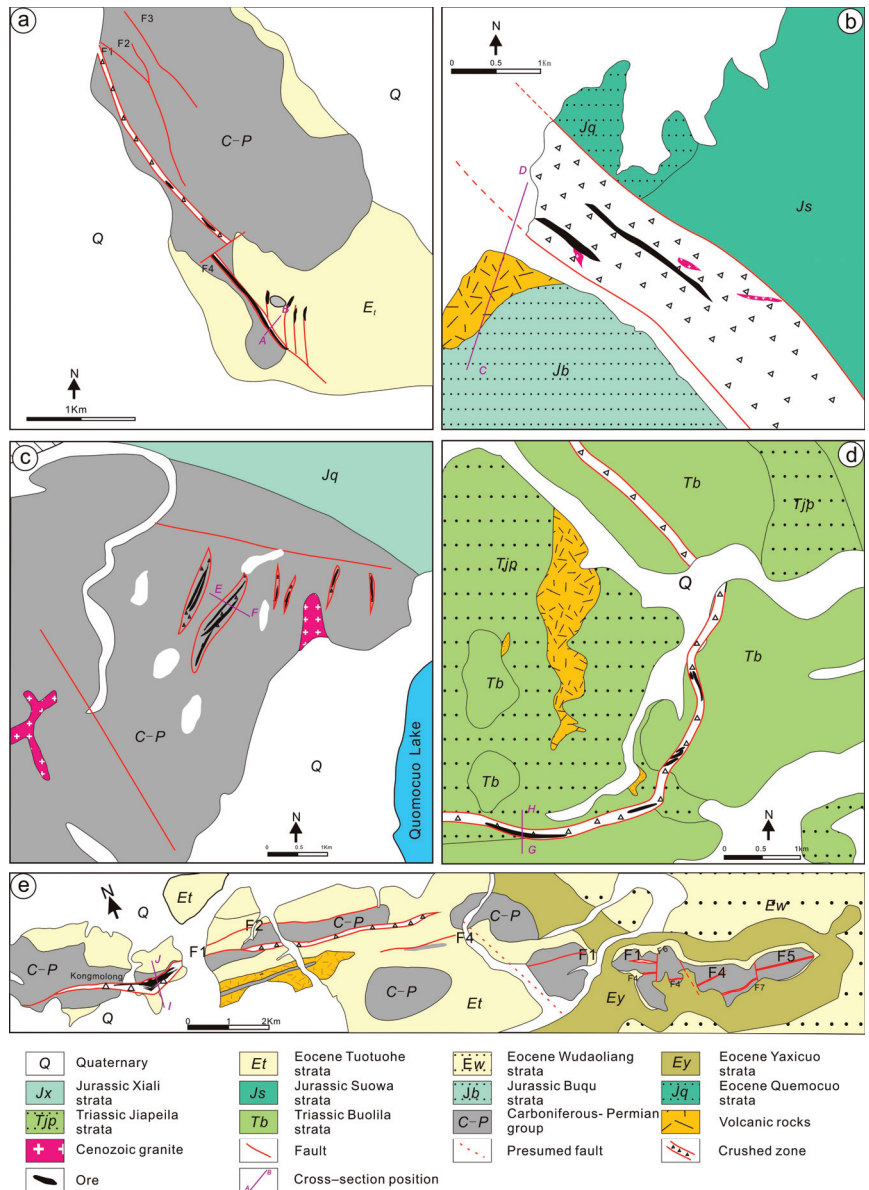 a
F3
F2
F1
Q
C-P
Q
F4
B
A
Et
N
1Km
b
N
0 0.5 1Km
Jq
D
Js
C
Jb
c
Jq
E
F
C-P
Q
Quomocuo Lake
N
0 0.5 1km
d
Tb
Tjp
Tjp
Q
Tb
Tb
Tb
H
G
N
0 0.5 1km
e
N
Q
Et
F2
C-P
F1
C-P
Kongmolong
J
I
Q
0 1 2Km
C-P
F4
C-P
Et
F1
Ew
Ey
F1
F6
F4
F4
F4
F7
F5
Q Quaternary
Et Eocene Tuotuohe strata
Ew Eocene Wudaoliang strata
Ey Eocene Yaxicuo strata
Jx Jurassic Xiali strata
Js Jurassic Suowa strata
Jb Jurassic Buqu strata
Jq Eocene Quemocuo strata
Tjp Triassic Jiapeila strata
Tb Triassic Buolila strata
C-P Carboniferous- Permian group
Volcanic rocks
Cenozoic granite
Fault
Presumed fault
Crushed zone
Ore
A B Cross-section position